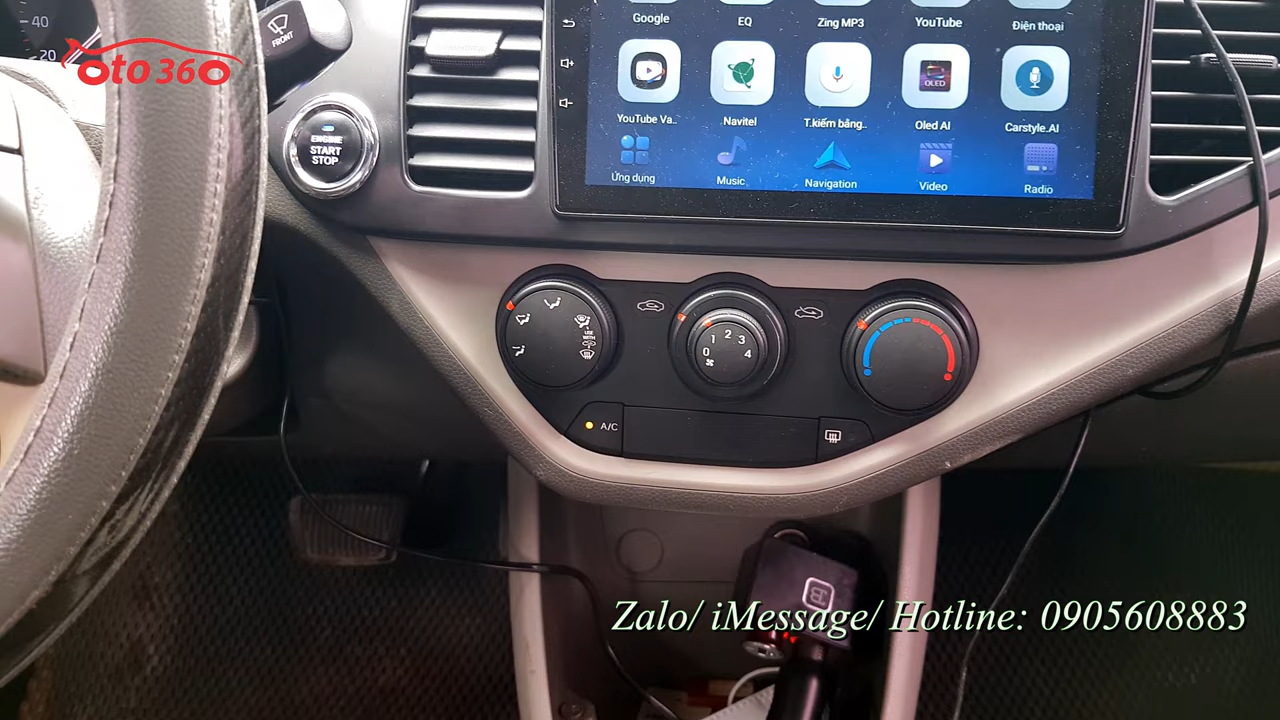 40
20
FRONT
OTO 360
ENGINE
START
STOP
Google
EQ
Zing MP3
YouTube
Điện thoại
OLED
YouTube Va..
Navitel
T.kiếm bằng..
Oled AI
Carstyle.AI
Ứng dụng
Music
Navigation
Video
Radio
0 1 2 3 4
A/C
Zalo/ iMessage/ Hotline: 0905608883